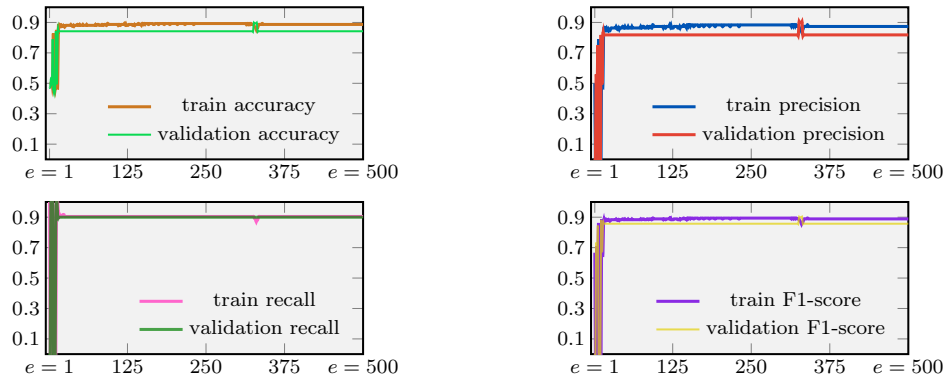 0.9
0.7
0.5
0.3
0.1
train accuracy
validation accuracy
e = 1 125 250 375 e = 500
0.9
0.7
0.5
0.3
0.1
train precision
validation precision
e = 1 125 250 375 e = 500
0.9
0.7
0.5
0.3
0.1
train recall
validation recall
e = 1 125 250 375 e = 500
0.9
0.7
0.5
0.3
0.1
train F1-score
validation F1-score
e = 1 125 250 375 e = 500